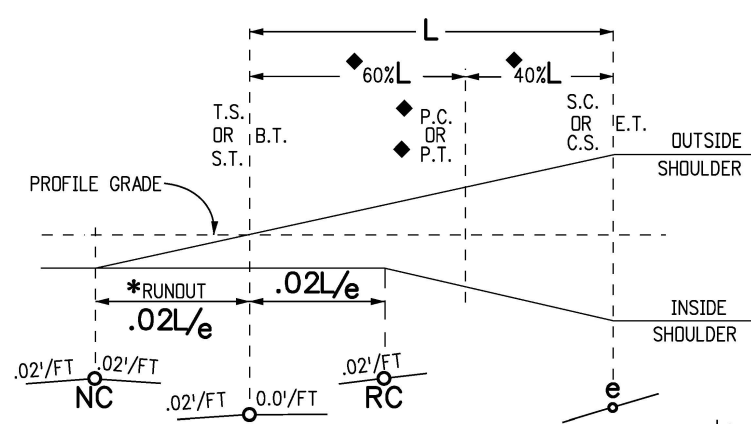 L
◆ 60%L
◆ 40%L
T.S.
OR
S.T.
B.T.
◆ P.C.
OR
◆ P.T.
S.C.
OR
C.S.
E.T.
OUTSIDE
SHOULDER
PROFILE GRADE
*RUNOUT
.02L/e
.02L/e
INSIDE
SHOULDER
.02'/FT
.02'/FT
NC
.02'/FT
0.0'/FT
.02'/FT
RC
e